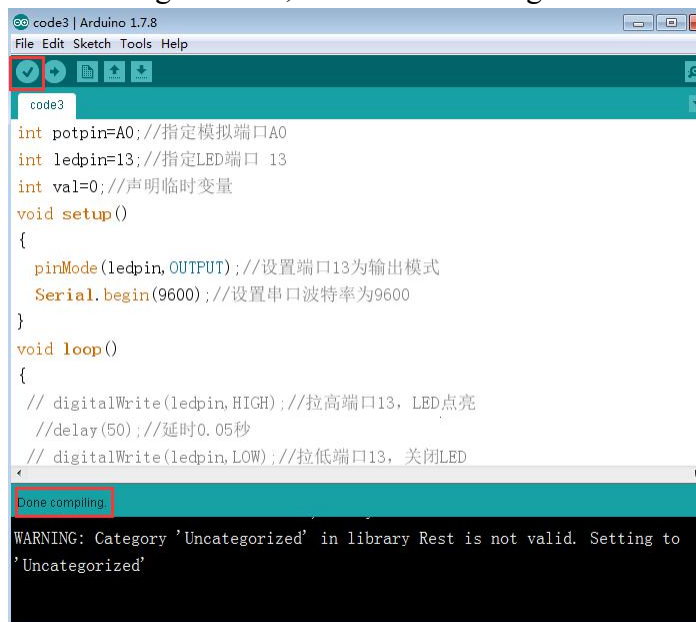 code3 | Arduino 1.7.8
File Edit Sketch Tools Help
code3
int potpin=A0;//指定模拟端口A0
int ledpin=13;//指定LED端口 13
int val=0;//声明临时变量
void setup()
{
pinMode(ledpin,OUTPUT);//设置端口13为输出模式
Serial.begin(9600);//设置串口波特率为9600
}
void loop()
{
// digitalWrite(ledpin,HIGH);//拉高端口13，LED点亮
//delay(50);//延时0.05秒
// digitalWrite(ledpin,LOW);//拉低端口13，关闭LED
Done compiling.
WARNING: Category 'Uncategorized' in library Rest is not valid. Setting to
'Uncategorized'